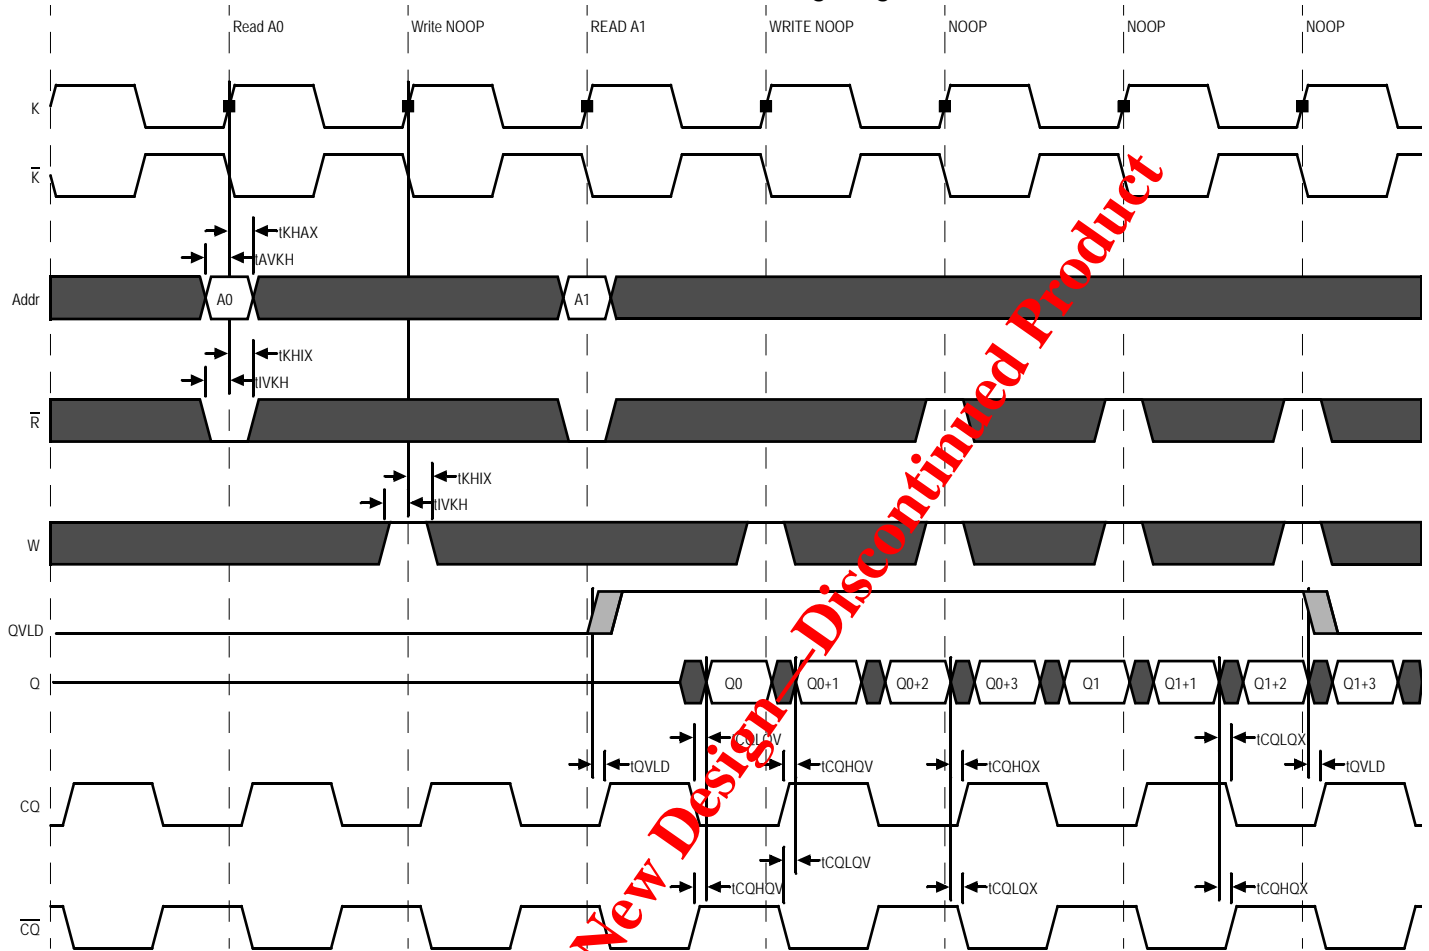 Read A0 Write NOOP READ A1 WRITE NOOP NOOP NOOP NOOP
K
K
tKHAX
tAVKH
Addr A0 A1
tKHIX
tIVKH
R
tKHIX
tIVKH
W
QVLD
Q Q0 Q0+1 Q0+2 Q0+3 Q1 Q1+1 Q1+2 Q1+3
tCQLQV tCQLQX
tQVLD tCQHQV tCQHQX tQVLD
CQ
tCQLQV
tCQHQV tCQLQX tCQHQX
CQ
New Design—Discontinued Product